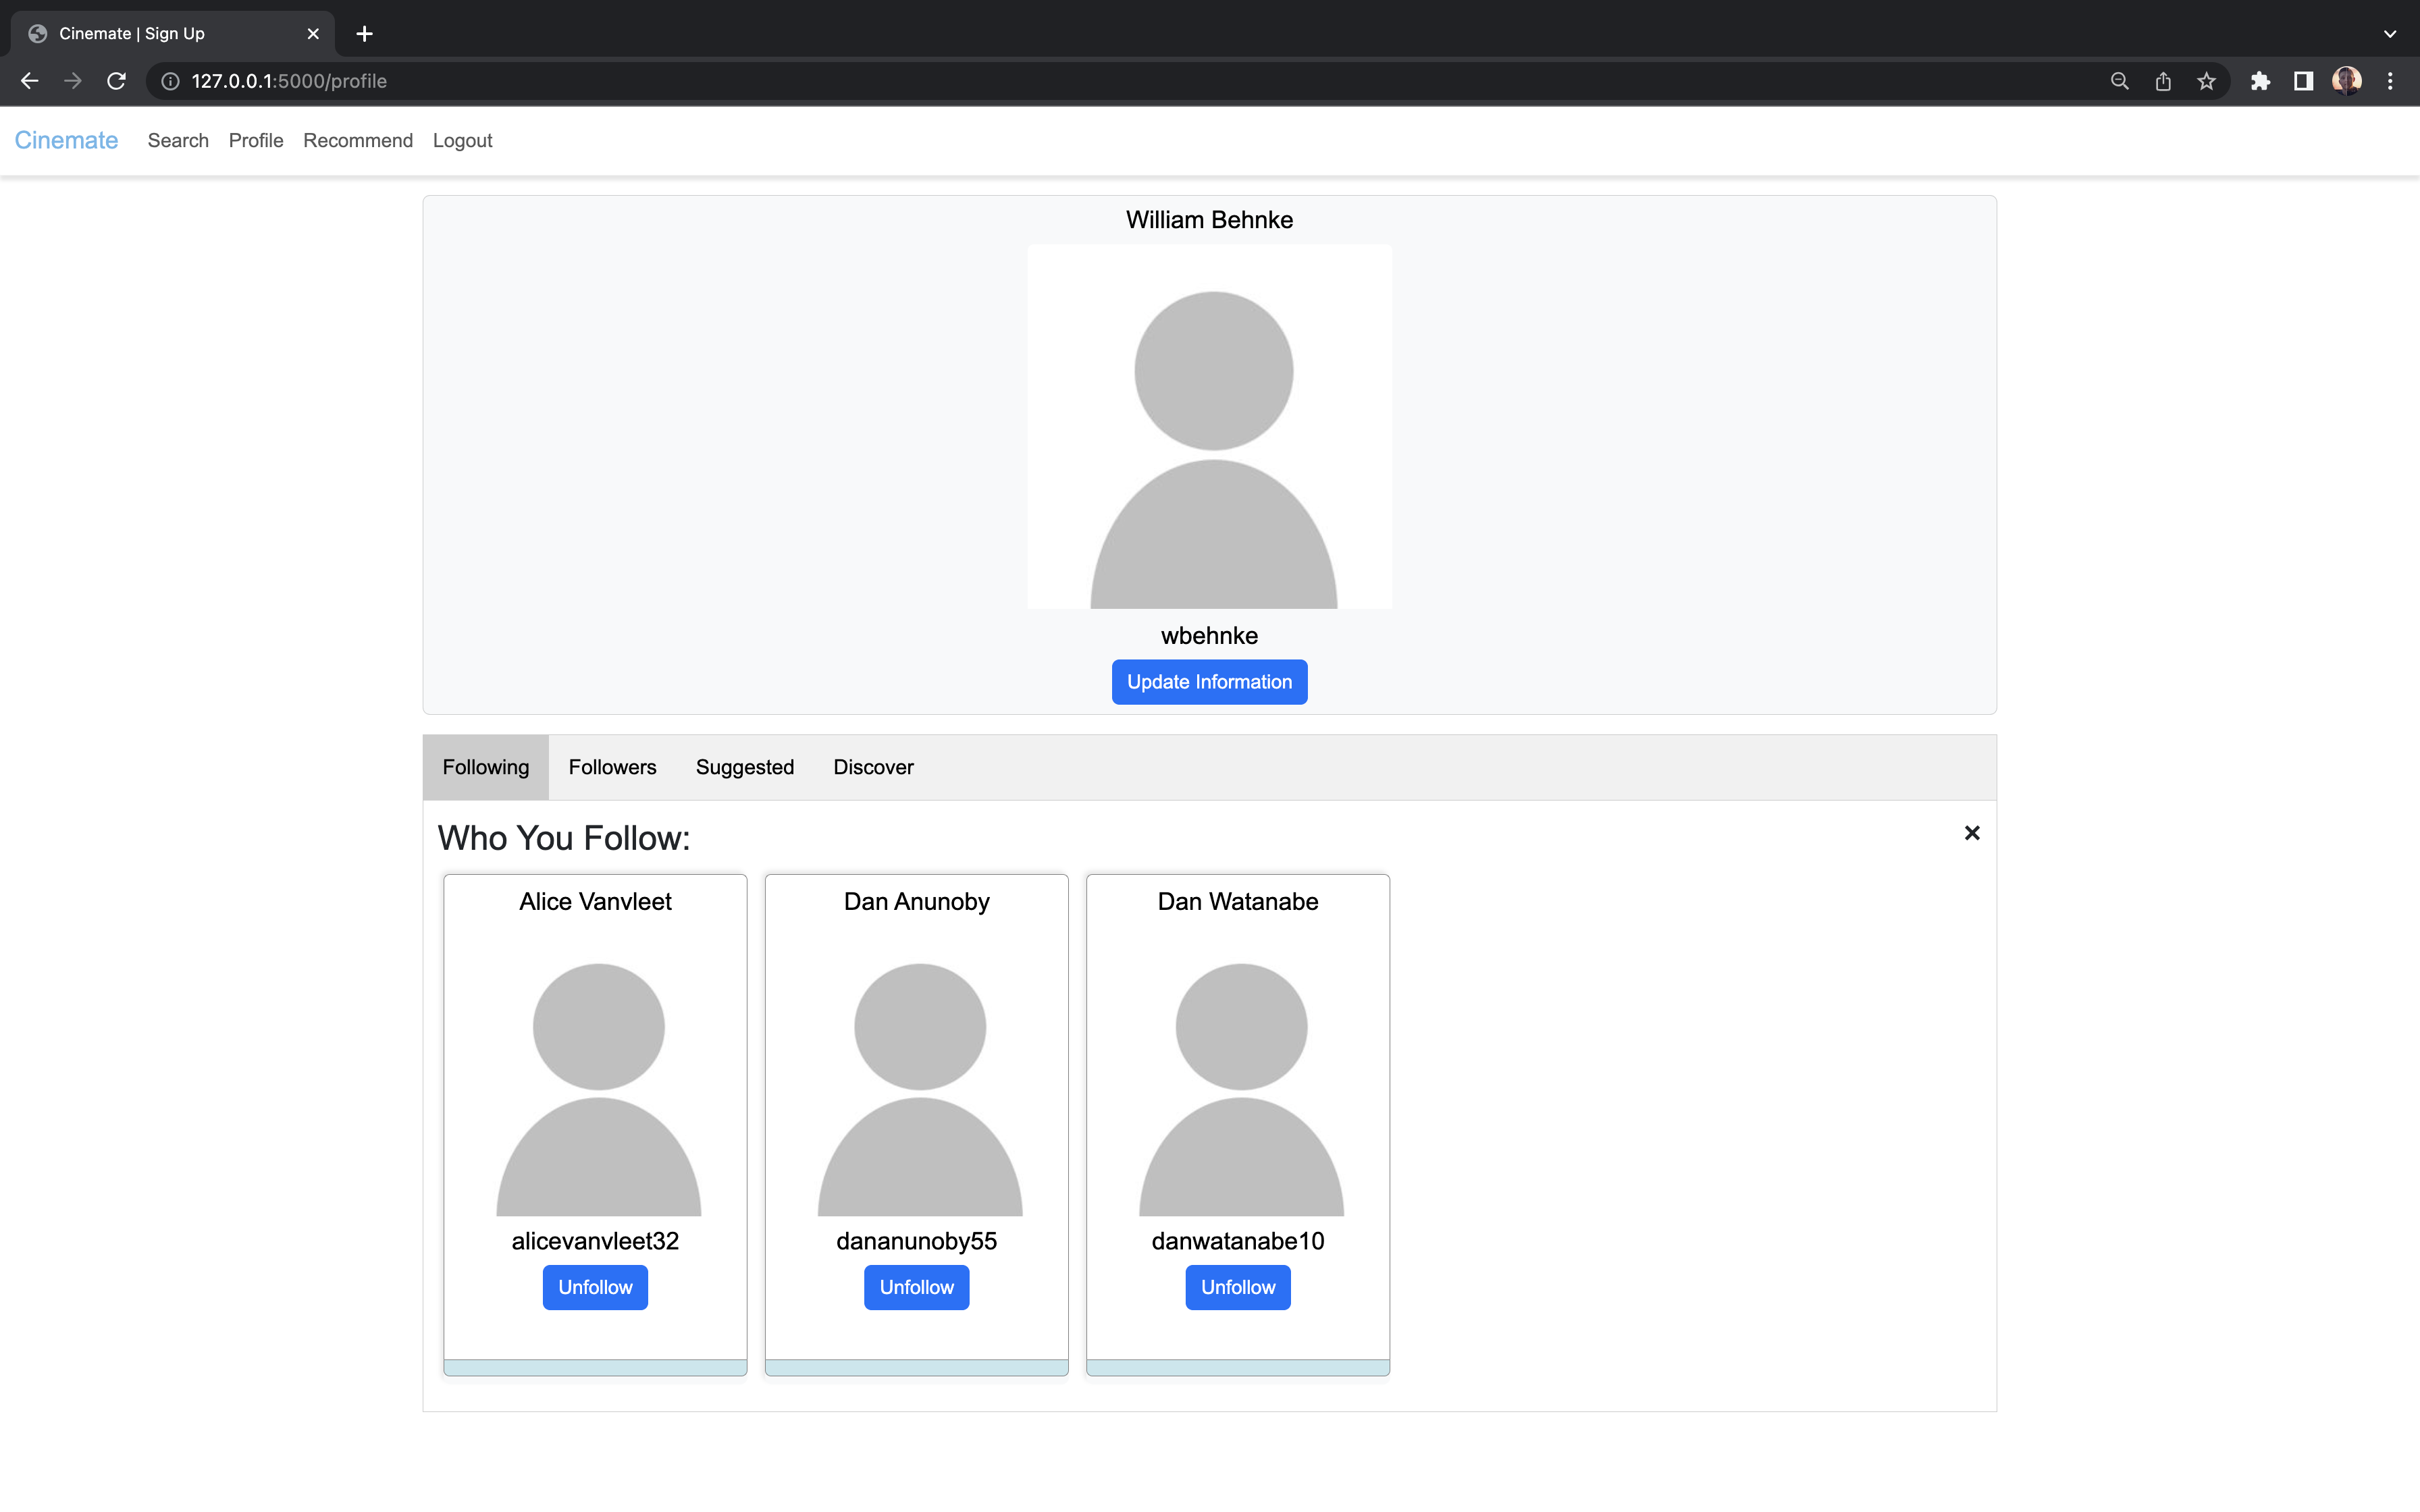 Cinemate | Sign Up
127.0.0.1:5000/profile
Cinemate Search Profile Recommend Logout
William Behnke
wbehnke
Update Information
Following Followers Suggested Discover
Who You Follow:
Alice Vanvleet Dan Anunoby Dan Watanabe
alicevanvleet32 dananunoby55 danwatanabe10
Unfollow Unfollow Unfollow